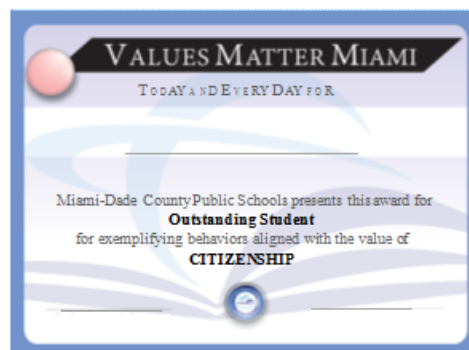 VALUES MATTER MIAMI
TODAY AND EVERY DAY FOR
Miami-Dade County Public Schools presents this award for
Outstanding Student
for exemplifying behaviors aligned with the value of
CITIZENSHIP